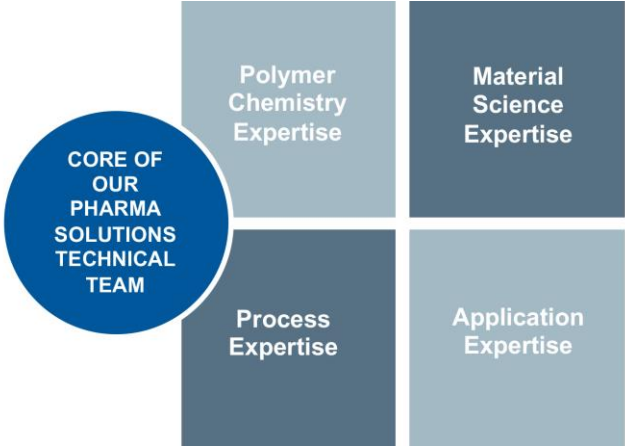 CORE OF
OUR
PHARMA
SOLUTIONS
TECHNICAL
TEAM
Polymer
Chemistry
Expertise
Material
Science
Expertise
Process
Expertise
Application
Expertise